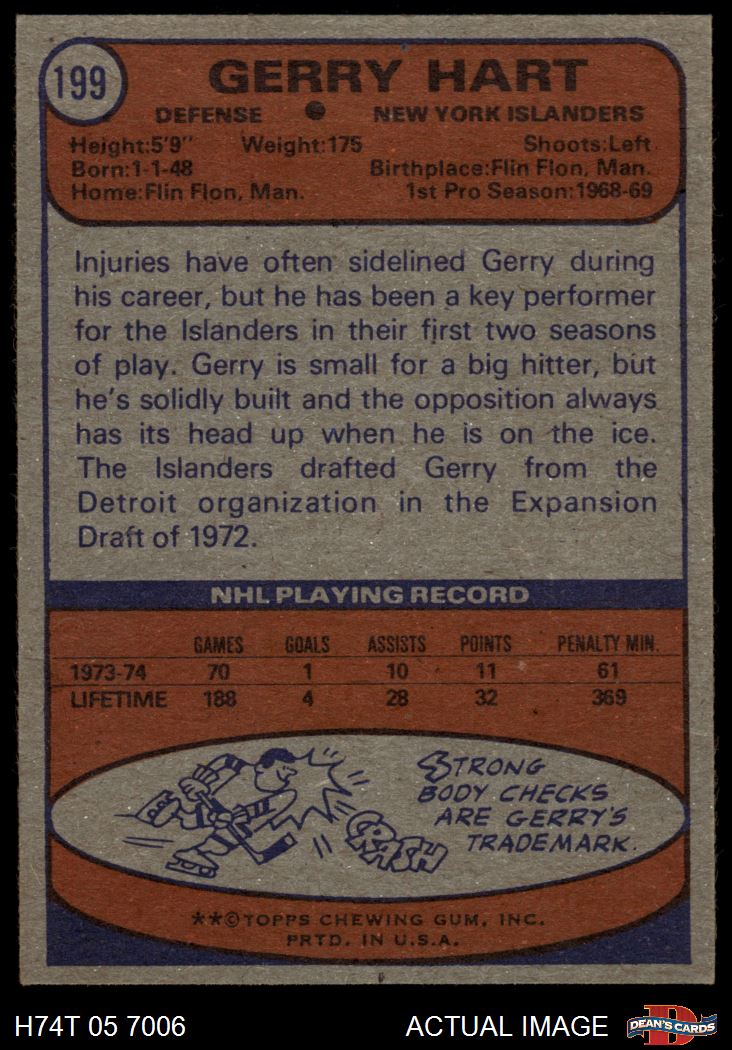 199
GERRY HART
DEFENSE ● NEW YORK ISLANDERS
Height:5'9" Weight:175 Shoots:Left
Born:1-1-48 Birthplace:Flin Flon, Man.
Home:Flin Flon, Man. 1st Pro Season:1968-69
Injuries have often sidelined Gerry during
his career, but he has been a key performer
for the Islanders in their first two seasons
of play. Gerry is small for a big hitter, but
he's solidly built and the opposition always
has its head up when he is on the ice.
The Islanders drafted Gerry from the
Detroit organization in the Expansion
Draft of 1972.
NHL PLAYING RECORD
GAMES GOALS ASSISTS POINTS PENALTY MIN.
1973-74 70 1 10 11 61
LIFETIME 188 4 28 32 369
STRONG
BODY CHECKS
ARE GERRY'S
TRADEMARK.
CRASH
**©TOPPS CHEWING GUM, INC.
PRTD. IN U.S.A.
H74T 05 7006 ACTUAL IMAGE DEAN'S CARDS